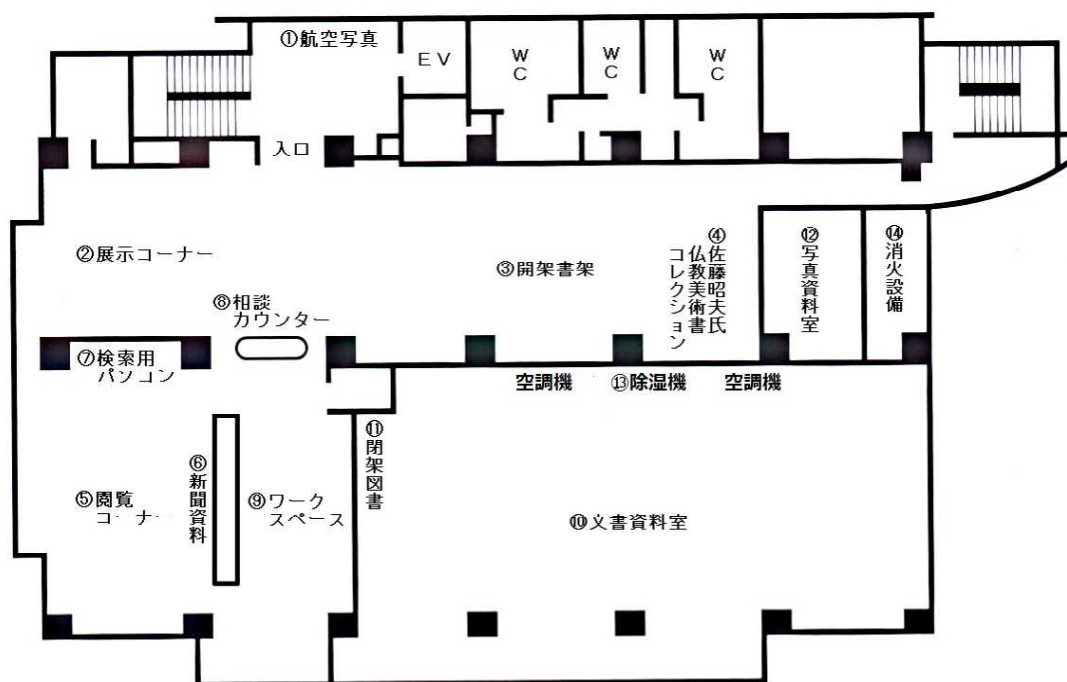 ①航空写真
EV
WC
WC
WC
入口
②展示コーナー
③開架書架
④佐藤昭夫氏
仏教美術書
コレクション
⑫写真資料室
⑭消火設備
⑧相談
カウンター
⑦検索用
パソコン
空調機
⑬除湿機
空調機
⑪閉架図書
⑥新聞資料
⑤閲覧
コーナー
⑨ワーク
スペース
⑩文書資料室